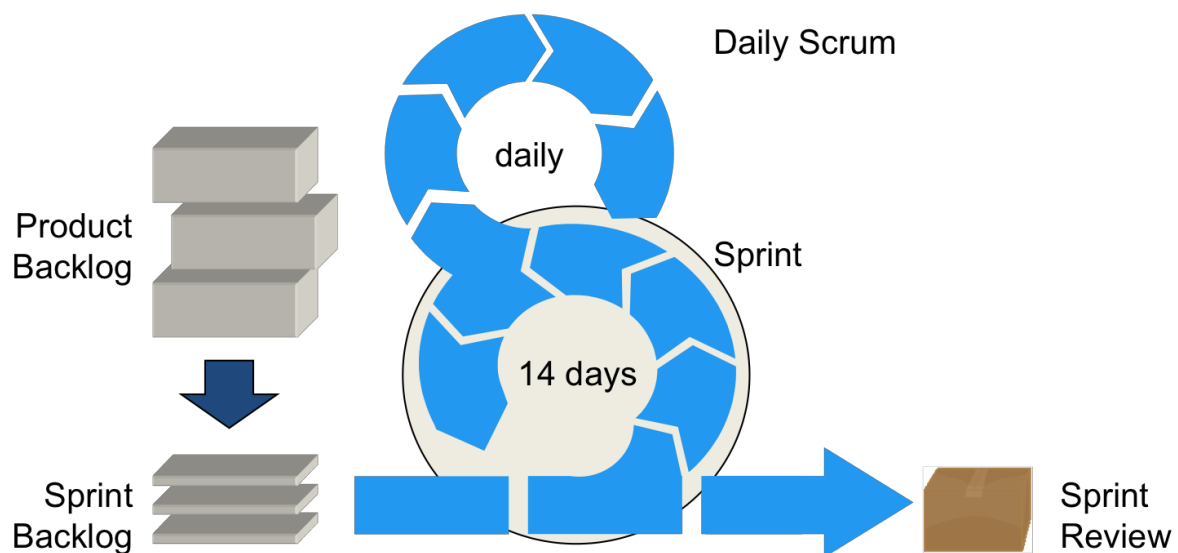 Daily Scrum
daily
Product
Backlog
Sprint
14 days
Sprint
Backlog
Sprint
Review